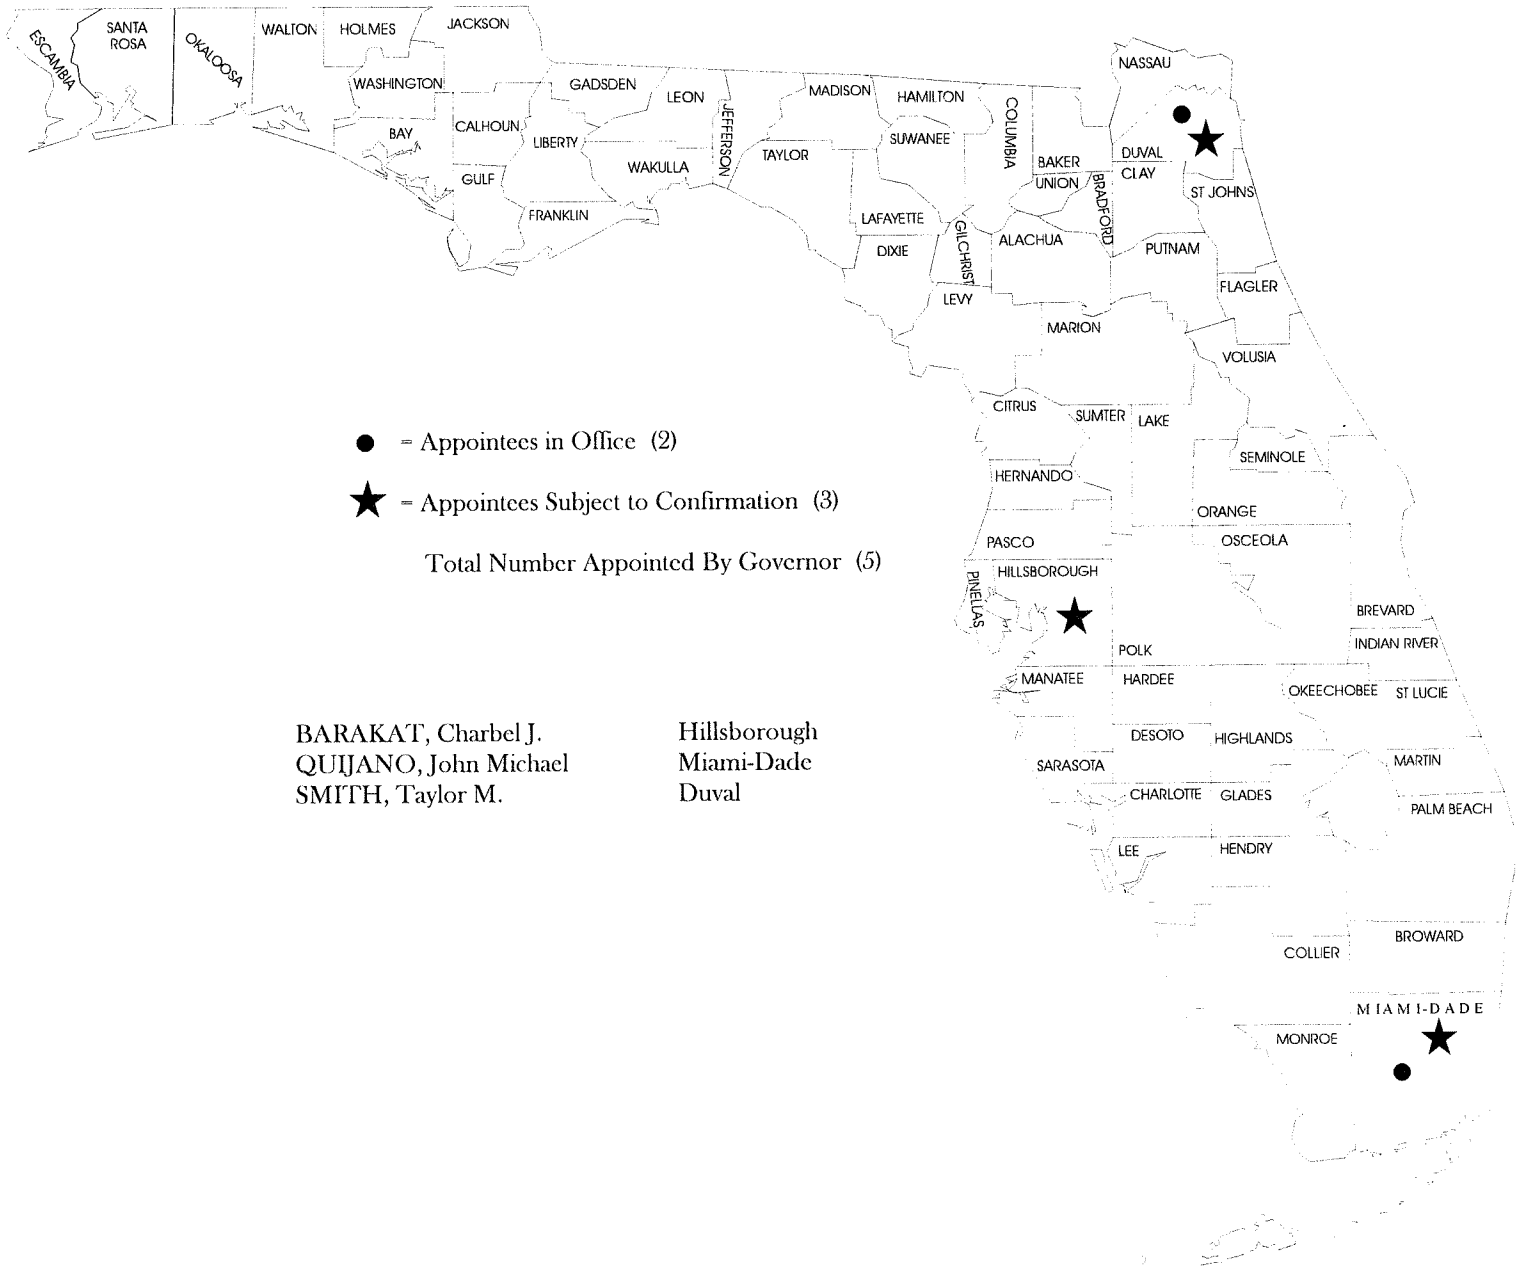 ESCAMBIA
SANTA
ROSA
OKALOOSA
WALTON
HOLMES
JACKSON
WASHINGTON
BAY
CALHOUN
GULF
GADSDEN
LIBERTY
FRANKLIN
LEON
WAKULLA
JEFFERSON
TAYLOR
MADISON
HAMILTON
SUWANEE
LAFAYETTE
DIXIE
COLUMBIA
GILCHRIST
LEVY
BAKER
UNION
BRADFORD
ALACHUA
NASSAU
DUVAL
CLAY
ST JOHNS
PUTNAM
FLAGLER
MARION
VOLUSIA
CITRUS
SUMTER
LAKE
= Appointees in Office (2)
SEMINOLE
HERNANDO
= Appointees Subject to Confirmation (3)
ORANGE
PASCO
OSCEOLA
Total Number Appointed By Governor (5)
HILLSBOROUGH
PINELLAS
BREVARD
POLK
INDIAN RIVER
MANATEE
HARDEE
OKEECHOBEE
ST LUCIE
BARAKAT, Charbel J. Hillsborough
QUIJANO, John Michael Miami-Dade
SMITH, Taylor M. Duval
DESOTO
HIGHLANDS
SARASOTA
MARTIN
CHARLOTTE
GLADES
PALM BEACH
LEE
HENDRY
BROWARD
COLLIER
MIAMI-DADE
MONROE